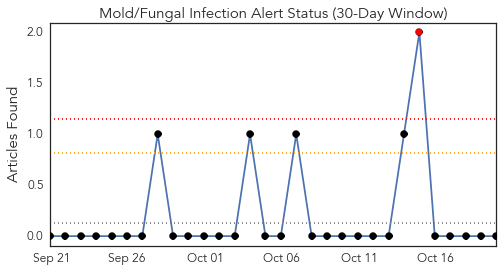 Mold/Fungal Infection Alert Status (30-Day Window)
2.0
1.5
1.0
0.5
0.0
Articles Found
Sep 21 Sep 26 Oct 01 Oct 06 Oct 11 Oct 16